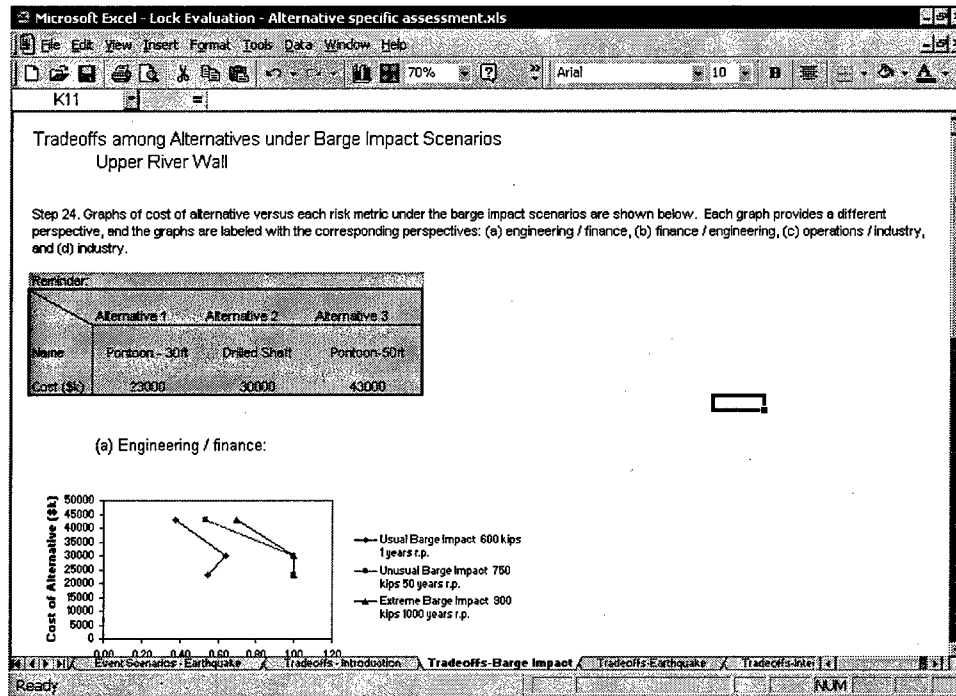 Microsoft Excel - Lock Evaluation - Alternative specific assessment.xls
File Edit View Insert Format Tools Data Window Help
70% Arial 10 B A
K11 =
Tradeoffs among Alternatives under Barge Impact Scenarios
Upper River Wall
Step 24. Graphs of cost of alternative versus each risk metric under the barge impact scenarios are shown below. Each graph provides a different
perspective, and the graphs are labeled with the corresponding perspectives: (a) engineering / finance, (b) finance / engineering, (c) operations / industry,
and (d) industry.
Reminder:
Alternative 1 Alternative 2 Alternative 3
Name Pontoon - 30ft Drilled Shaft Pontoon-50ft
Cost ($k) 23000 30000 43000
(a) Engineering / finance:
Cost of Alternative ($k)
50000
45000
40000
35000
30000
25000
20000
15000
10000
5000
0
0.00 0.20 0.40 0.60 0.80 1.00 1.20
Usual Barge Impact 600 kips
1 years r.p.
Unusual Barge Impact 750
kips 50 years r.p.
Extreme Barge Impact 900
kips 1000 years r.p.
Event Scenarios - Earthquake Tradeoffs - Introduction Tradeoffs-Barge Impact Tradeoffs-Earthquake Tradeoffs-Inte
Ready NUM